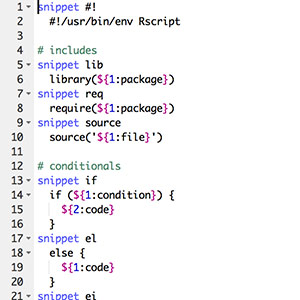 1 snippet #!
2 #!/usr/bin/env Rscript
3
4 # includes
5 snippet lib
6 library(${1:package})
7 snippet req
8 require(${1:package})
9 snippet source
10 source('${1:file}')
11
12 # conditionals
13 snippet if
14 if (${1:condition}) {
15 ${2:code}
16 }
17 snippet el
18 else {
19 ${1:code}
20 }
21 snippet ei